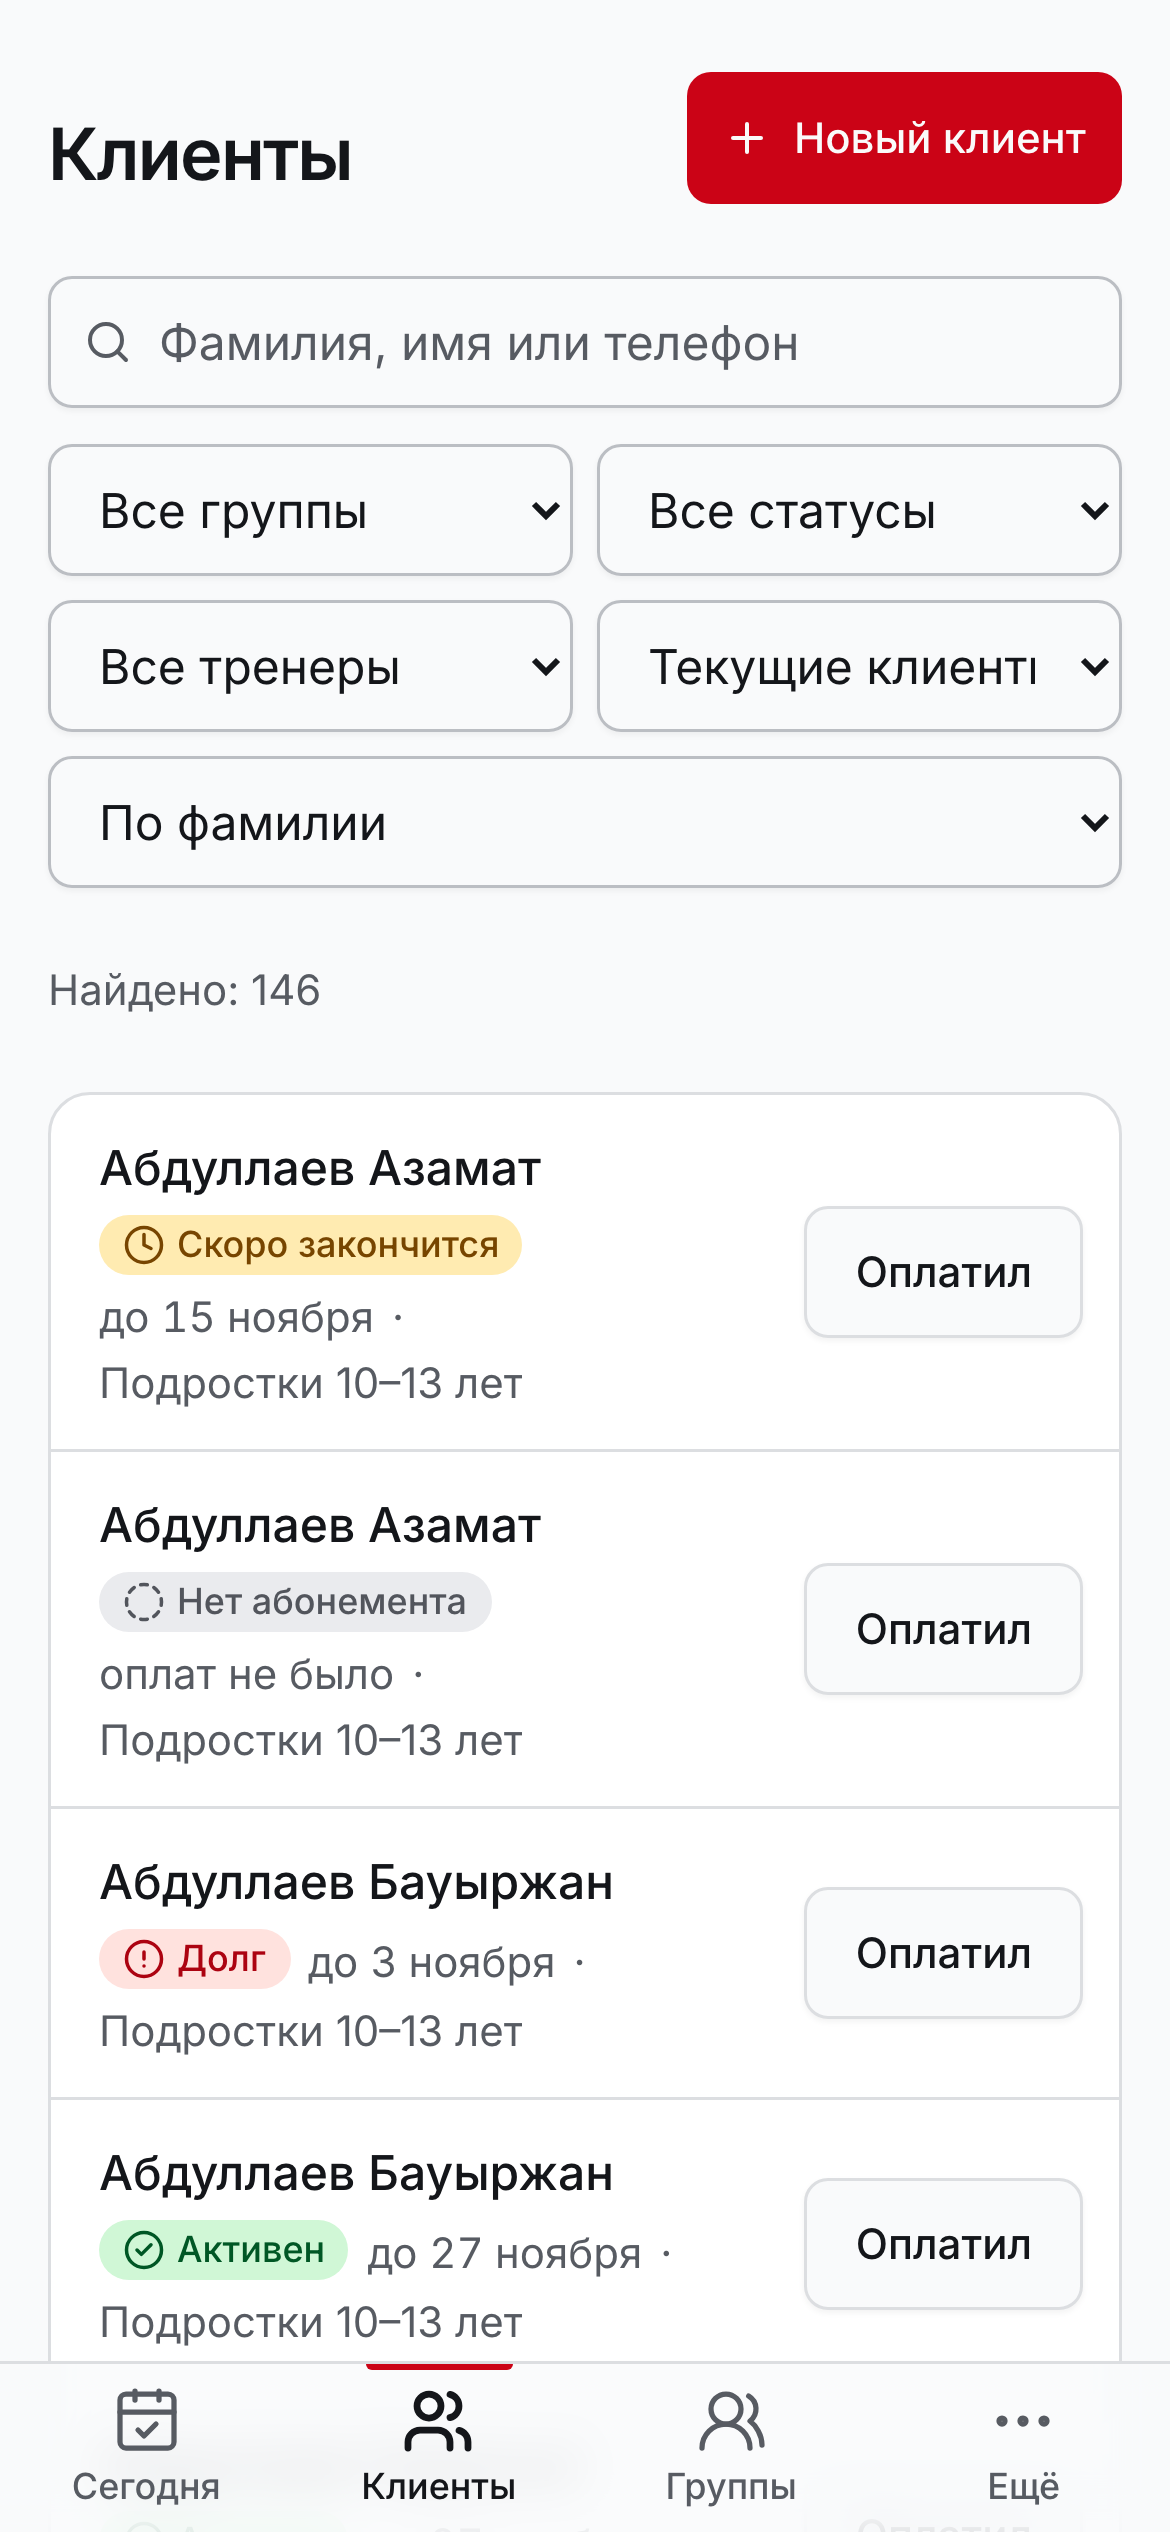 Клиенты
Новый клиент
Фамилия, имя или телефон
Все группы
Все статусы
Все тренеры
Текущие клиент
По фамилии
Найдено: 146
Абдуллаев Азамат
Скоро закончится
до 15 ноября ·
Подростки 10–13 лет
Оплатил
Абдуллаев Азамат
Нет абонемента
оплат не было ·
Подростки 10–13 лет
Оплатил
Абдуллаев Бауыржан
Долг до 3 ноября ·
Подростки 10–13 лет
Оплатил
Абдуллаев Бауыржан
Активен до 27 ноября ·
Подростки 10–13 лет
Оплатил
Сегодня
Клиенты
Группы
Ещё